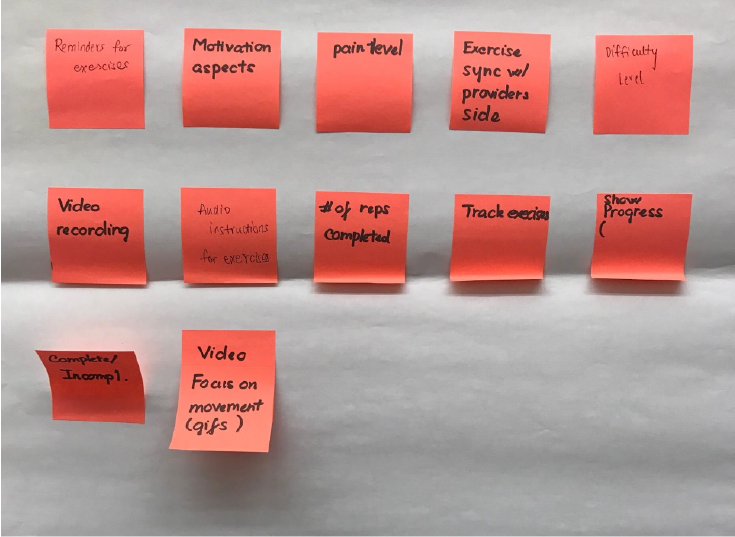 Reminders for
exercises
Motivation
aspects
pain level
Exercise
sync w/
providers
side
Difficulty
level
Video
recording
Audio
instructions
for exercise
# of reps
Completed
Track exercises
Show
Progress
(
Complete/
Incompl.
Video
Focus on
movement
(gifs)